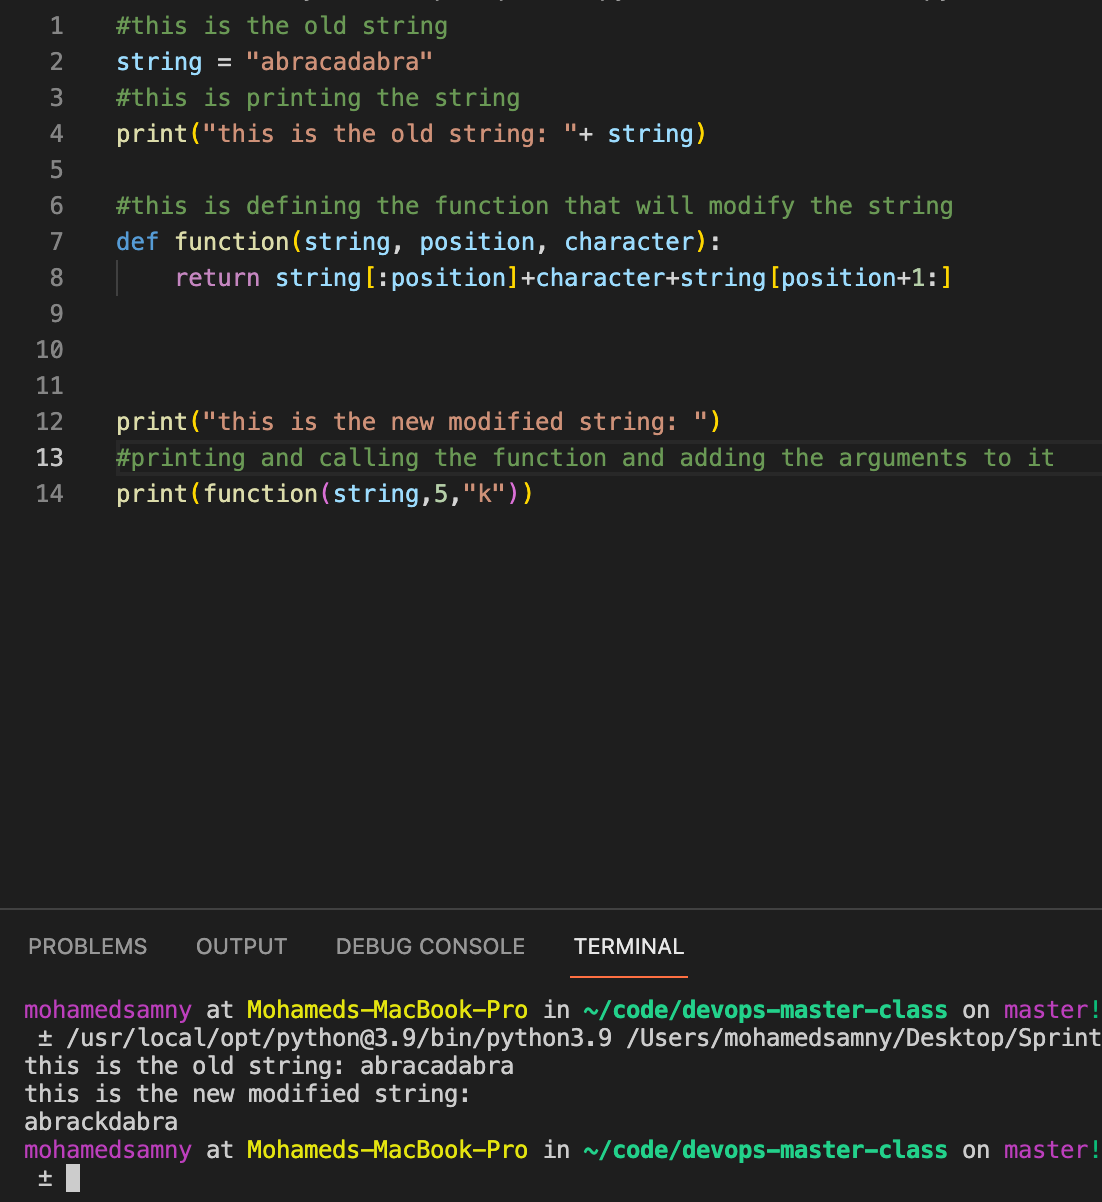 1 #this is the old string
2 string = "abracadabra"
3 #this is printing the string
4 print("this is the old string: "+ string)
5
6 #this is defining the function that will modify the string
7 def function(string, position, character):
8     return string[:position]+character+string[position+1:]
9
10
11
12 print("this is the new modified string: ")
13 #printing and calling the function and adding the arguments to it
14 print(function(string,5,"k"))
PROBLEMS OUTPUT DEBUG CONSOLE TERMINAL
mohamedsamny at Mohameds-MacBook-Pro in ~/code/devops-master-class on master!
± /usr/local/opt/python@3.9/bin/python3.9 /Users/mohamedsamny/Desktop/Sprint
this is the old string: abracadabra
this is the new modified string:
abrackdabra
mohamedsamny at Mohameds-MacBook-Pro in ~/code/devops-master-class on master!
±